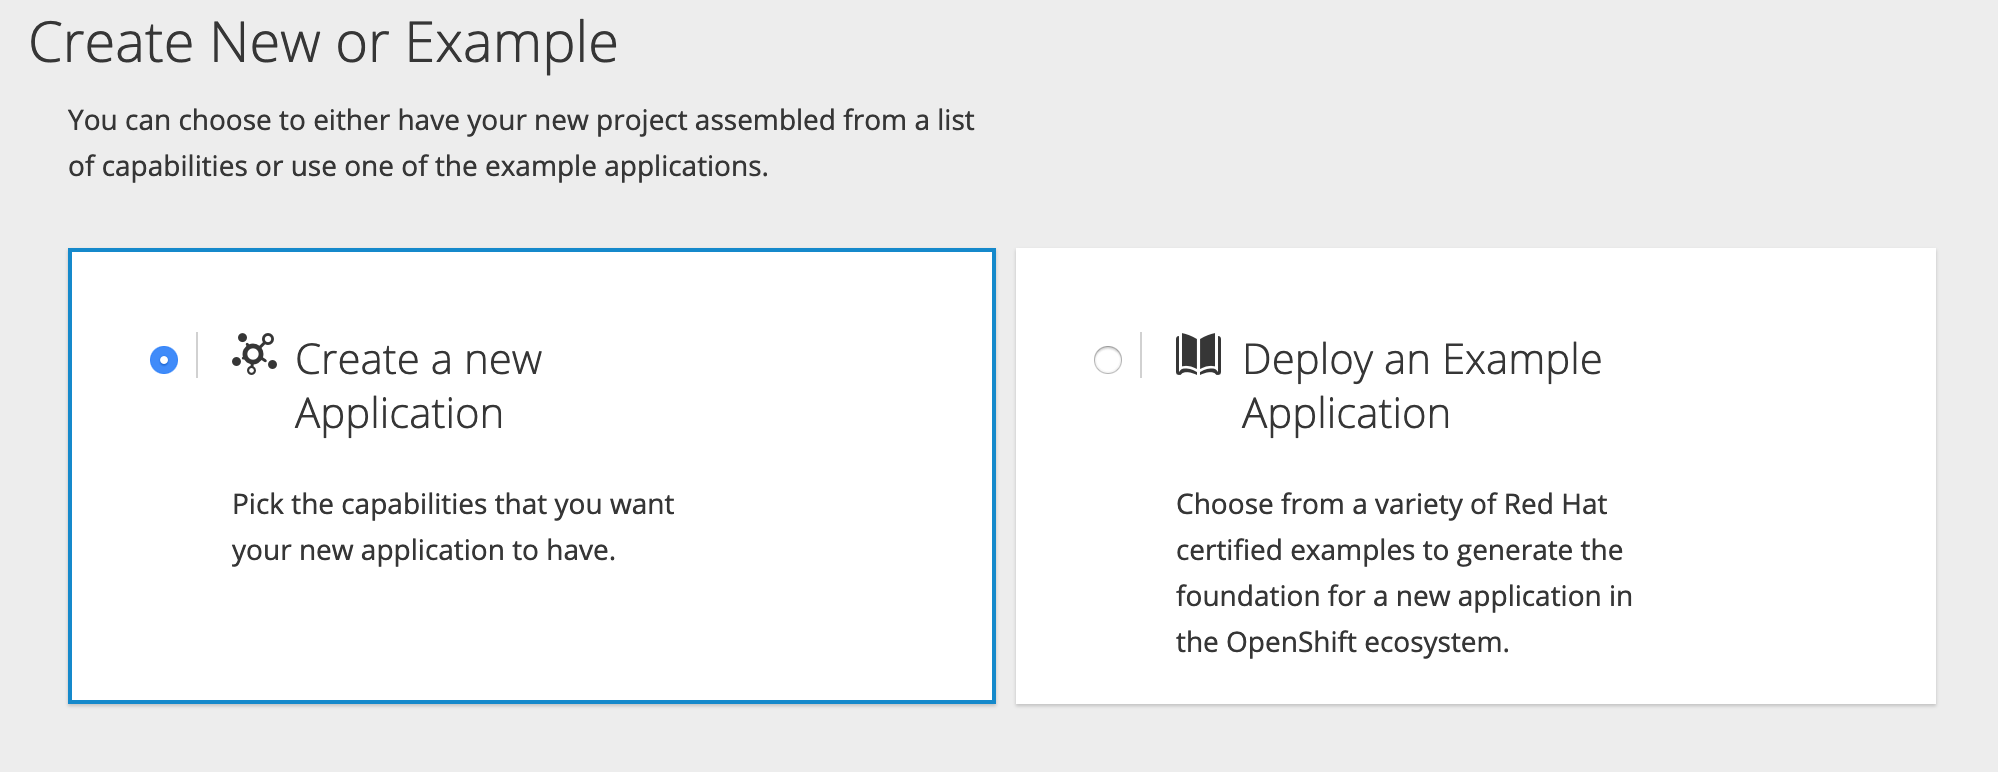 Create New or Example
You can choose to either have your new project assembled from a list
of capabilities or use one of the example applications.
Create a new
Application
Pick the capabilities that you want
your new application to have.
Deploy an Example
Application
Choose from a variety of Red Hat
certified examples to generate the
foundation for a new application in
the OpenShift ecosystem.